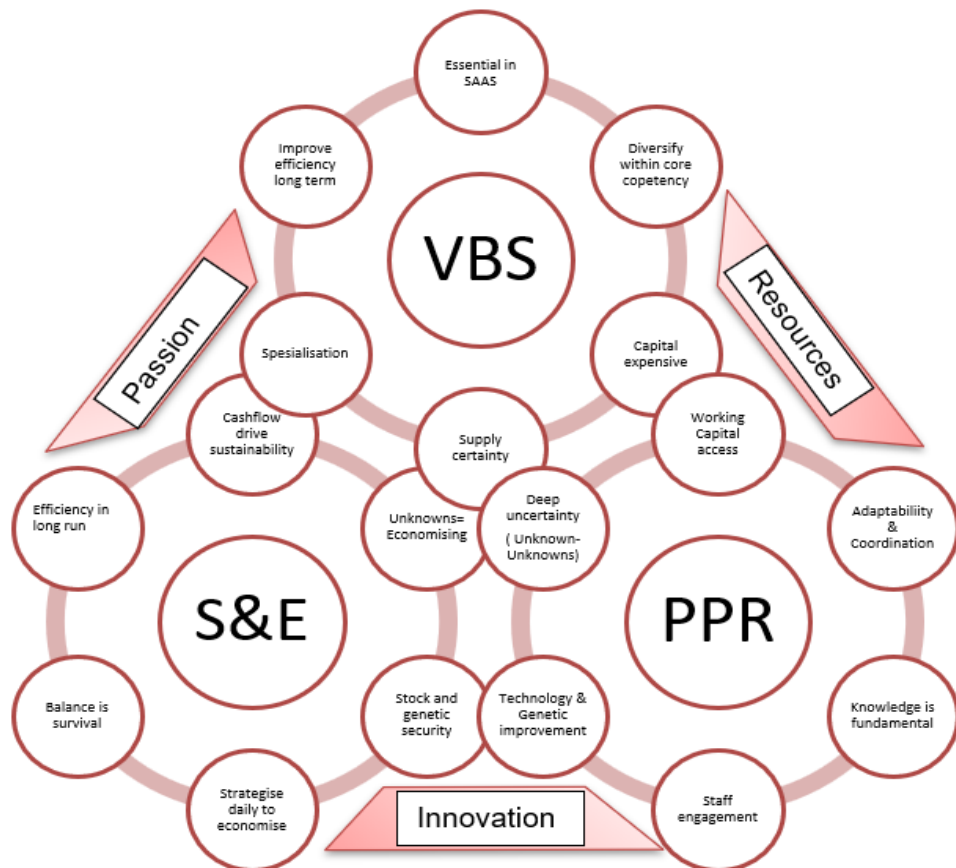 Essential in
SAAS
Improve
efficiency
long term
Diversify
within core
copetency
VBS
Passion
Resources
Spesialisation
Capital
expensive
Cashflow
drive
sustainability
Supply
certainty
Working
Capital
access
Efficiency in
long run
Unknowns=
Economising
Deep
uncertainty
( Unknown-
Unknowns)
Adaptabiliity
& 
Coordination
S&E
PPR
Balance is
survival
Stock and
genetic
security
Technology &
Genetic
improvement
Knowledge is
fundamental
Strategise
daily to
economise
Innovation
Staff
engagement